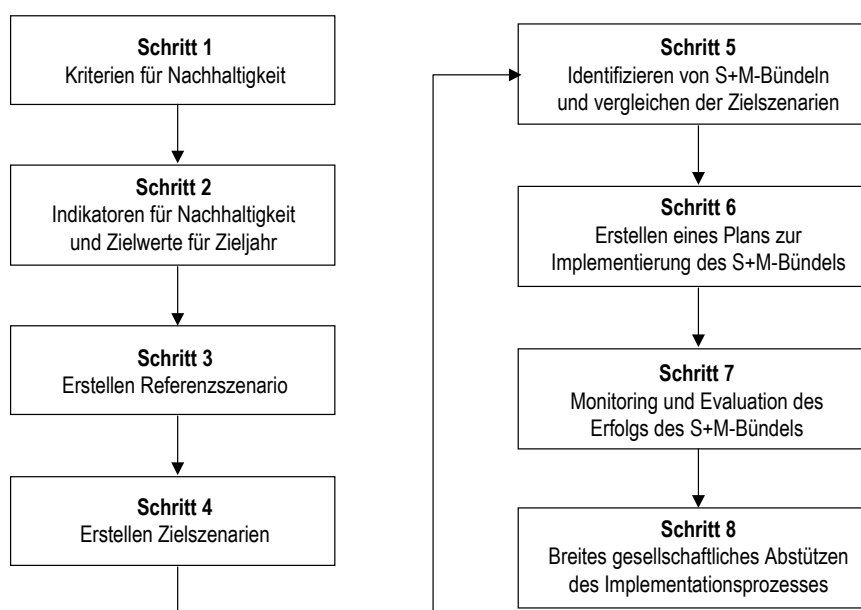 Schritt 1
Kriterien für Nachhaltigkeit
Schritt 2
Indikatoren für Nachhaltigkeit
und Zielwerte für Zieljahr
Schritt 3
Erstellen Referenzszenario
Schritt 4
Erstellen Zielszenarien
Schritt 5
Identifizieren von S+M-Bündeln
und vergleichen der Zielszenarien
Schritt 6
Erstellen eines Plans zur
Implementierung des S+M-Bündels
Schritt 7
Monitoring und Evaluation des
Erfolgs des S+M-Bündels
Schritt 8
Breites gesellschaftliches Abstützen
des Implementationsprozesses